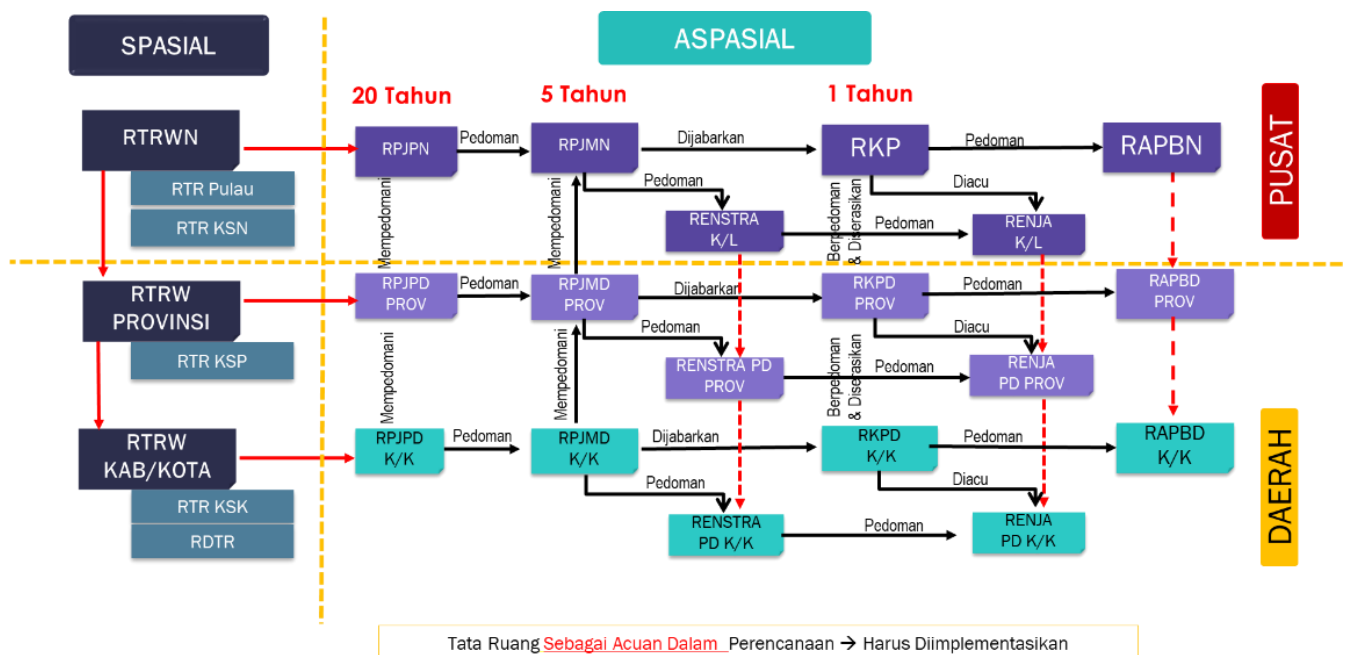 SPASIAL
ASPASIAL
20 Tahun
5 Tahun
1 Tahun
PUSAT
RTRWN
RPJPN
Pedoman
RPJMN
Dijabarkan
RKP
Pedoman
RAPBN
RTR Pulau
RTR KSN
Mempedomani
Pedoman
RENSTRA
K/L
Pedoman
Berpedoman
& Diserasikan
Diacu
RENJA
K/L
RTRW
PROVINSI
RPJPD
PROV
Pedoman
RPJMD
PROV
Dijabarkan
RKPD
PROV
Pedoman
RAPBD
PROV
RTR KSP
Mempedomani
Mempedomani
Pedoman
RENSTRA PD
PROV
Pedoman
Berpedoman
& Diserasikan
Diacu
RENJA
PD PROV
DAERAH
RTRW
KAB/KOTA
RPJPD
K/K
Pedoman
RPJMD
K/K
Dijabarkan
RKPD
K/K
Pedoman
RAPBD
K/K
RTR KSK
RDTR
Pedoman
RENSTRA
PD K/K
Pedoman
Diacu
RENJA
PD K/K
Tata Ruang Sebagai Acuan Dalam Perencanaan → Harus Diimplementasikan